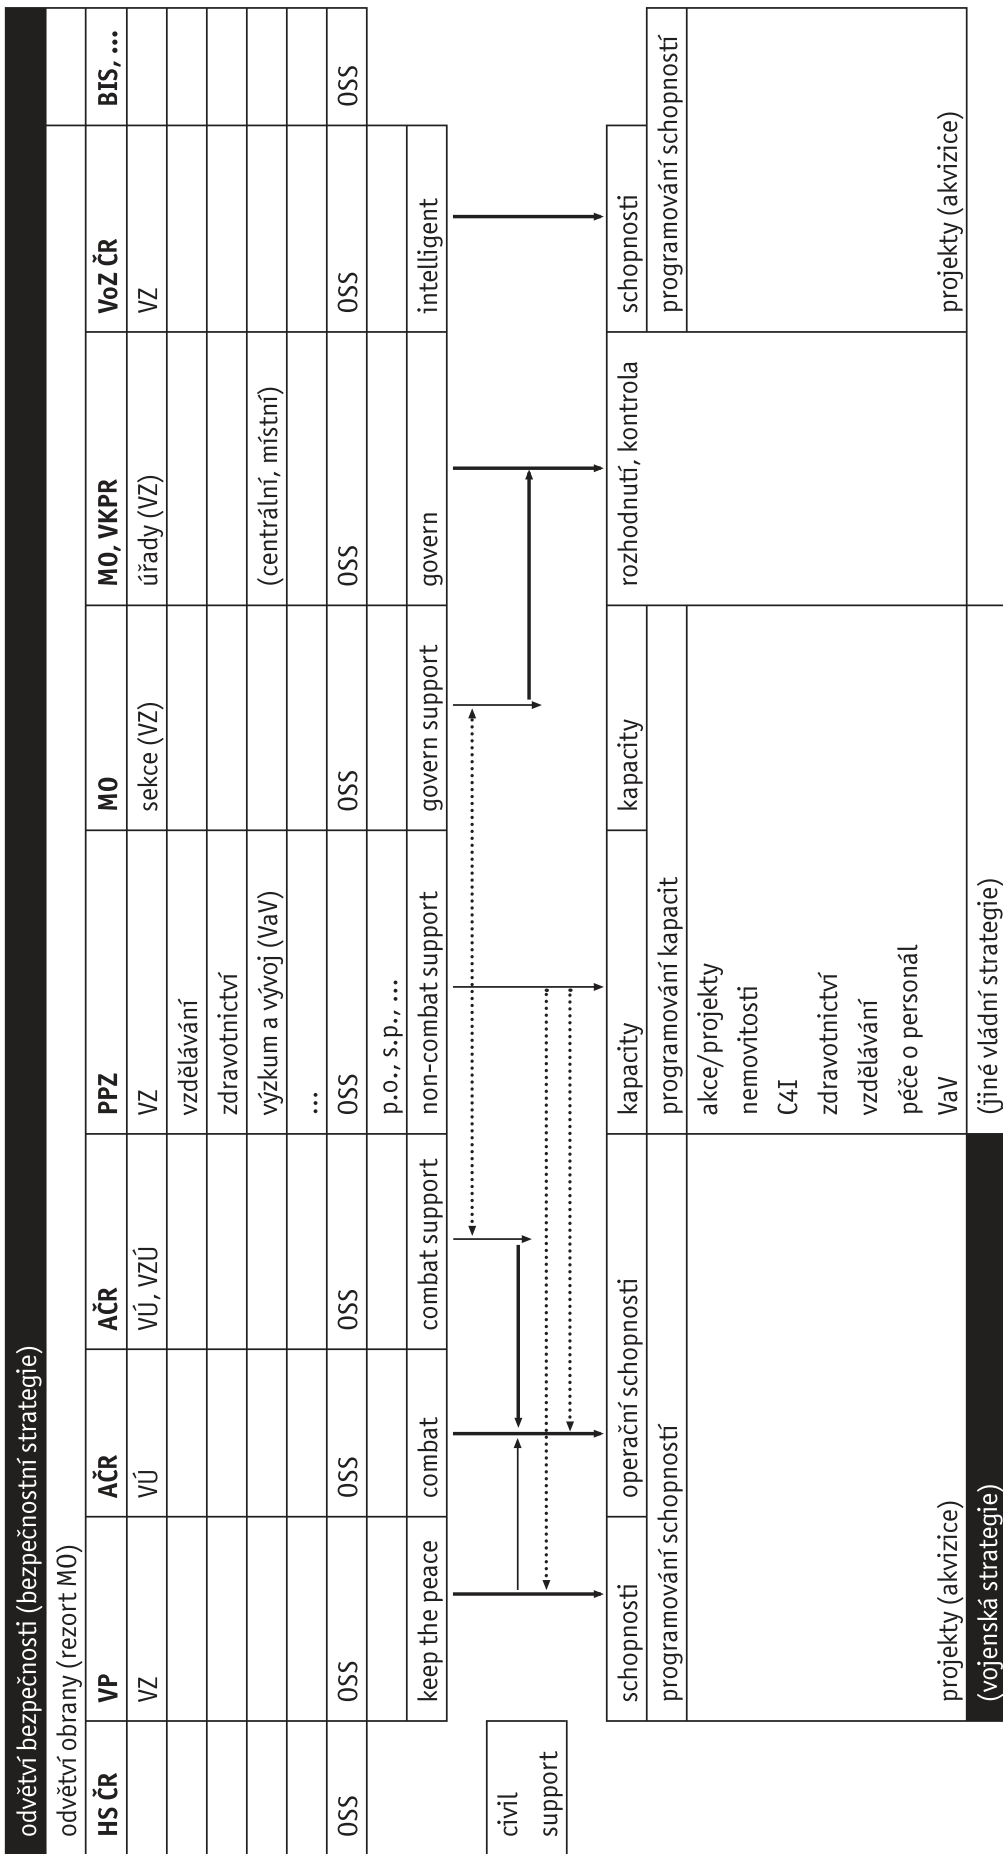 odvětví bezpečnosti (bezpečnostní strategie)
odvětví obrany (rezort MO)
HS ČR VP AČR AČR PPZ MO MO, VKPR VoZ ČR BIS, ...
VZ VÚ VÚ, VZÚ VZ sekce (VZ) úřady (VZ) VZ
vzdělávání
zdravotnictví
výzkum a vývoj (VaV) (centrální, místní)
...
OSS OSS OSS OSS OSS OSS OSS OSS OSS
p.o., s.p., ...
keep the peace combat combat support non-combat support govern support govern intelligent
civil
support
schopnosti operační schopnosti kapacity kapacity rozhodnutí, kontrola schopnosti
programování schopností programování kapacit programování schopností
akce/projekty
nemovitosti
C4I
zdravotnictví
vzdělávání
péče o personál
projekty (akvizice) VaV projekty (akvizice)
(vojenská strategie) (jiné vládní strategie)